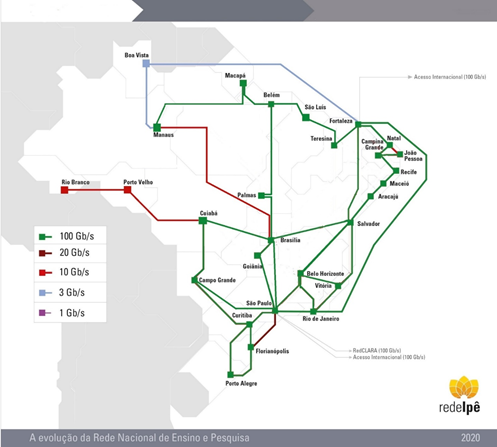 Boa Vista
Macapá
Belém
Acesso Internacional (100 Gb/s)
São Luís
Fortaleza
Manaus
Teresina
Campina
Grande
Natal
João
Pessoa
Recife
Rio Branco
Porto Velho
Palmas
Maceió
Aracajú
Cuiabá
Salvador
100 Gb/s
20 Gb/s
10 Gb/s
3 Gb/s
1 Gb/s
Brasília
Goiânia
Campo Grande
Belo Horizonte
Vitória
São Paulo
Curitiba
Rio de Janeiro
Florianópolis
RedCLARA (100 Gb/s)
Acesso Internacional (100 Gb/s)
Porto Alegre
redeIpê
A evolução da Rede Nacional de Ensino e Pesquisa
2020